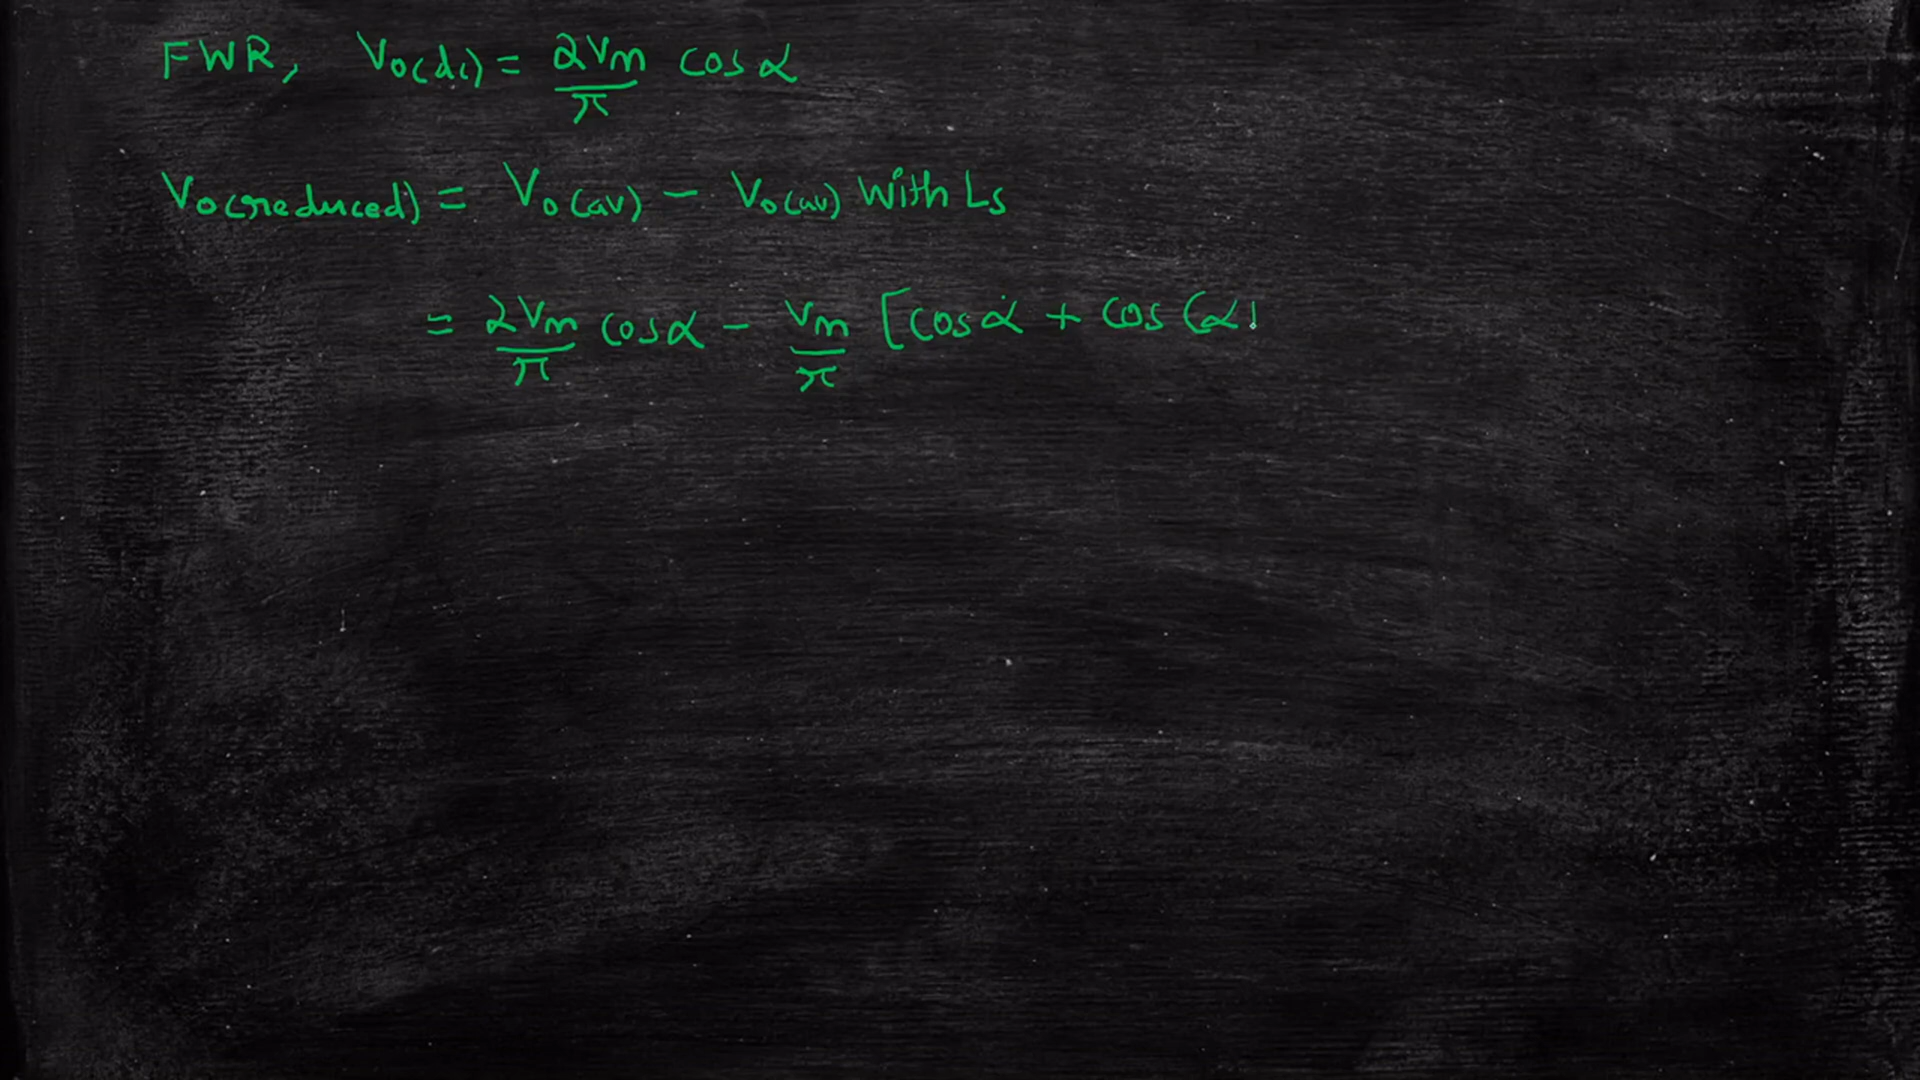 FWR, Vo(dc) = 2Vm/π cos α
Vo(reduced) = Vo(av) - Vo(av) with Ls
= 2Vm/π cos α - Vm/π [cos α + cos (α